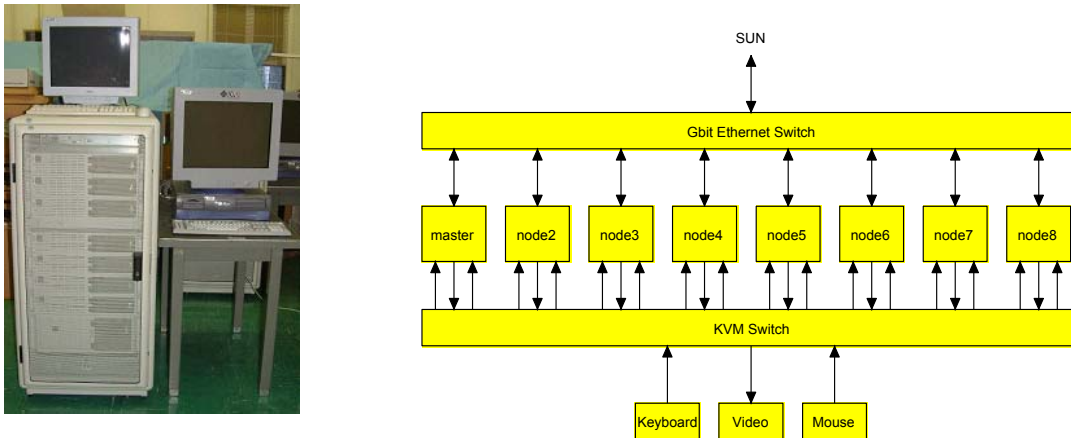 SUN
Gbit Ethernet Switch
master node2 node3 node4 node5 node6 node7 node8
KVM Switch
Keyboard Video Mouse